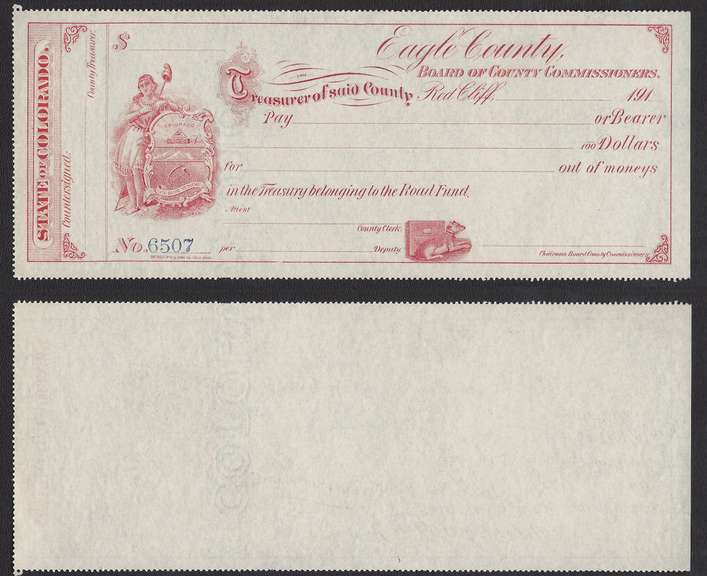 STATE OF COLORADO.
Countersigned:
County Treasurer.
$
Eagle County,
BOARD OF COUNTY COMMISSIONERS.
Treasurer of said County
Red Cliff, 191
Pay or Bearer
100 Dollars
for out of moneys
in the Treasury belonging to the Road Fund.
Attest
County Clerk.
No. 6507 per Deputy.
Chairman Board County Commissioners
COLORADO